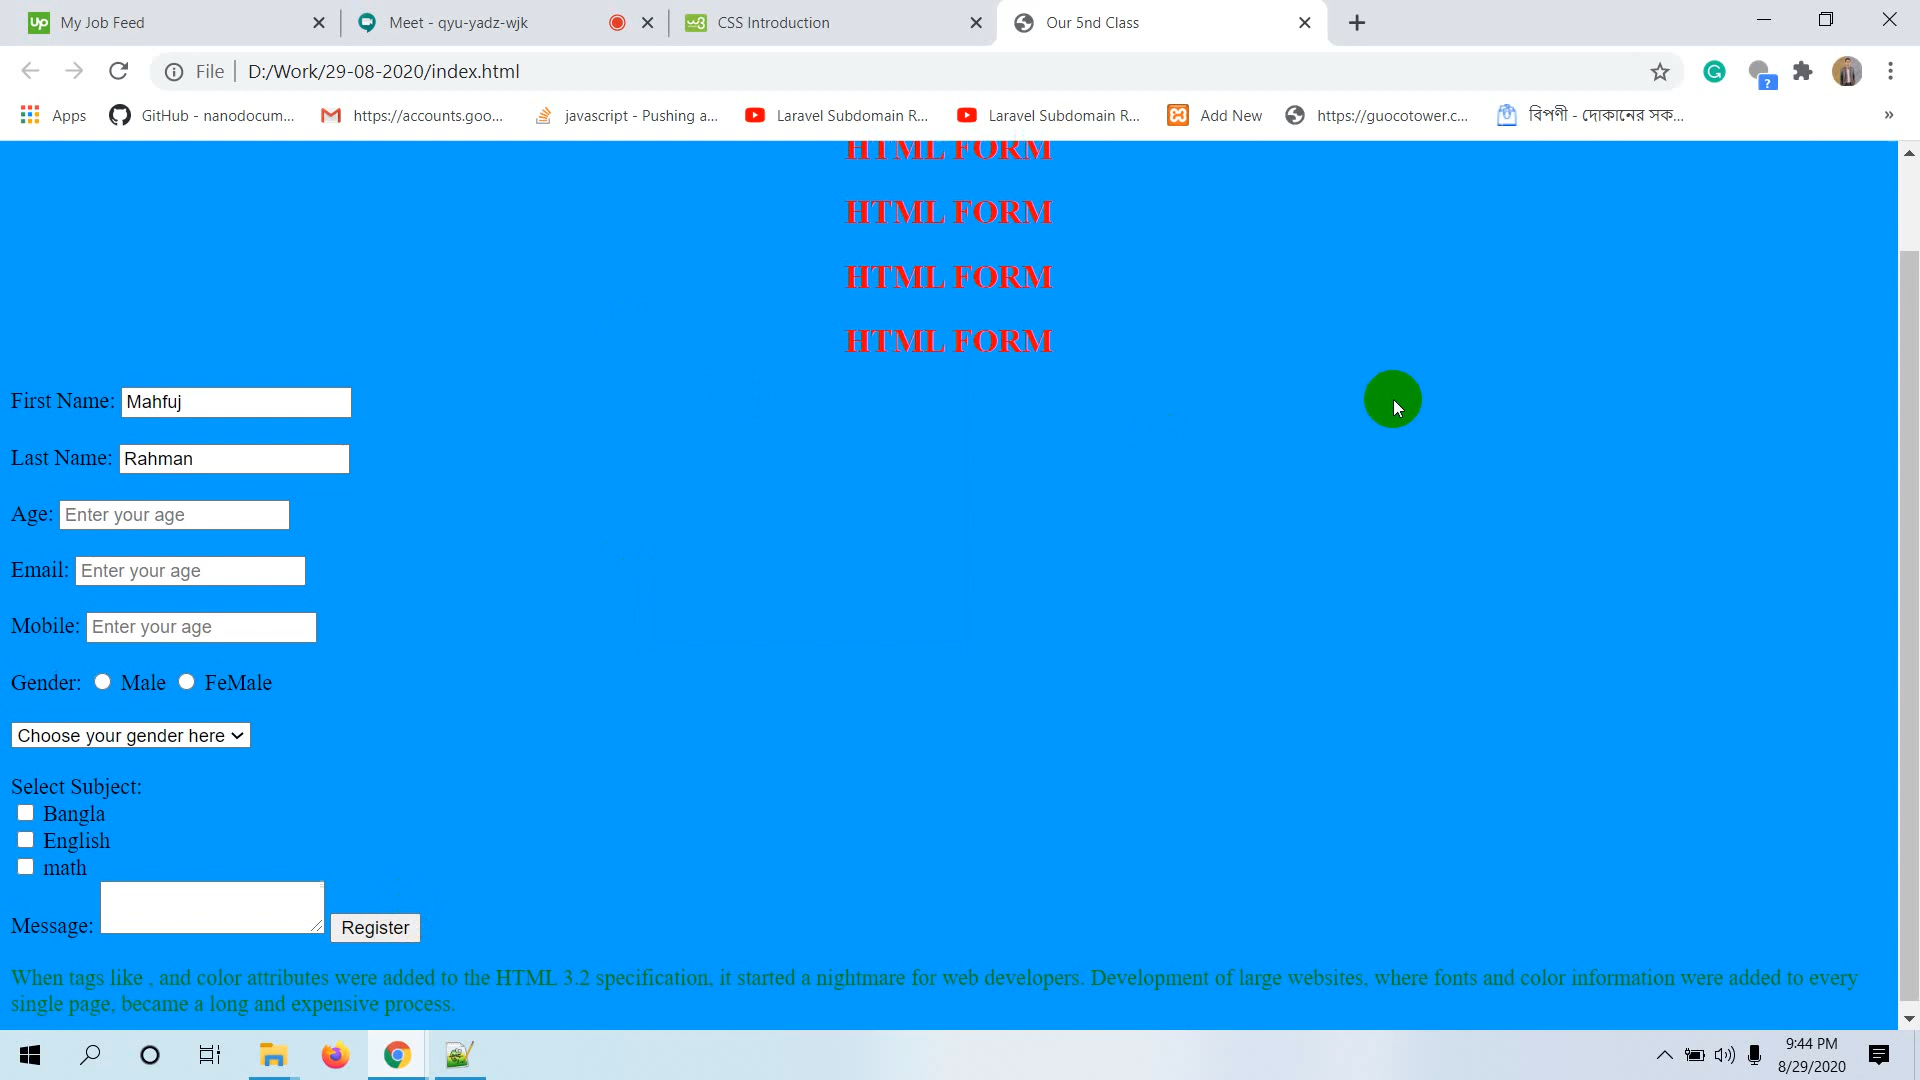 My Job Feed
Meet - qyu-yadz-wjk
CSS Introduction
Our 5nd Class
File
D:/Work/29-08-2020/index.html
Apps
GitHub - nanodocum...
https://accounts.goo...
javascript - Pushing a...
Laravel Subdomain R...
Laravel Subdomain R...
Add New
https://guocotower.c...
বিপণী - দোকানের সক...
HTML FORM
HTML FORM
HTML FORM
HTML FORM
First Name: Mahfuj
Last Name: Rahman
Age: Enter your age
Email: Enter your age
Mobile: Enter your age
Gender: Male FeMale
Choose your gender here
Select Subject:
Bangla
English
math
Message: Register
When tags like , and color attributes were added to the HTML 3.2 specification, it started a nightmare for web developers. Development of large websites, where fonts and color information were added to every
single page, became a long and expensive process.
9:44 PM
8/29/2020